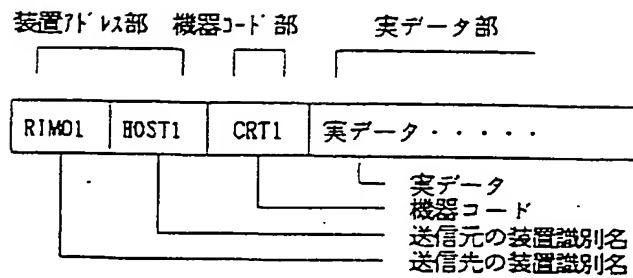 装置アドレス部 機器コード部 実データ部
RIMO1 HOST1 CRT1 実データ・・・・・
実データ
機器コード
送信元の装置識別名
送信先の装置識別名